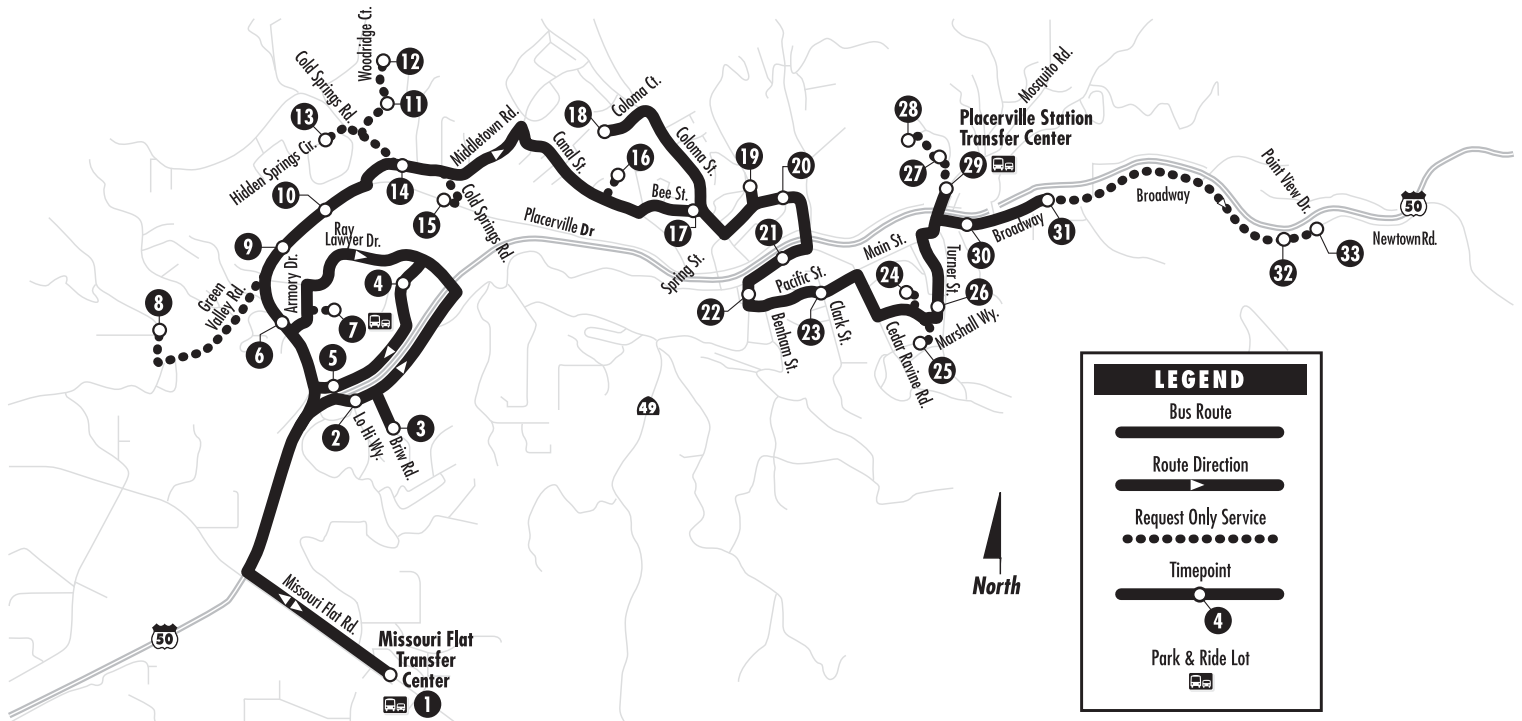 Woodridge Ct.
Cold Springs Rd.
12
11
13
Hidden Springs Cir.
Middletown Rd.
14
10
9
15
Cold Springs Rd.
Canal St.
16
18
Coloma Ct.
Coloma St.
Bee St.
17
19
20
21
Placerville Dr
Spring St.
22
Pacific St.
Benham St.
23
Clark St.
Main St.
24
Cedar Ravine Rd.
25
Marshall Wy.
26
Turner St.
28
27
Mosquito Rd.
Placerville Station
Transfer Center
29
30
Broadway
31
Broadway
Point View Dr.
32
33
50
Newtown Rd.
Ray
Lawyer Dr.
Armory Dr.
4
7
8
Green
Valley Rd.
6
5
2
Lo Hi Wy.
3
Briw Rd.
49
North
Missouri Flat Rd.
50
Missouri Flat
Transfer
Center
1
LEGEND
Bus Route
Route Direction
Request Only Service
Timepoint
4
Park & Ride Lot